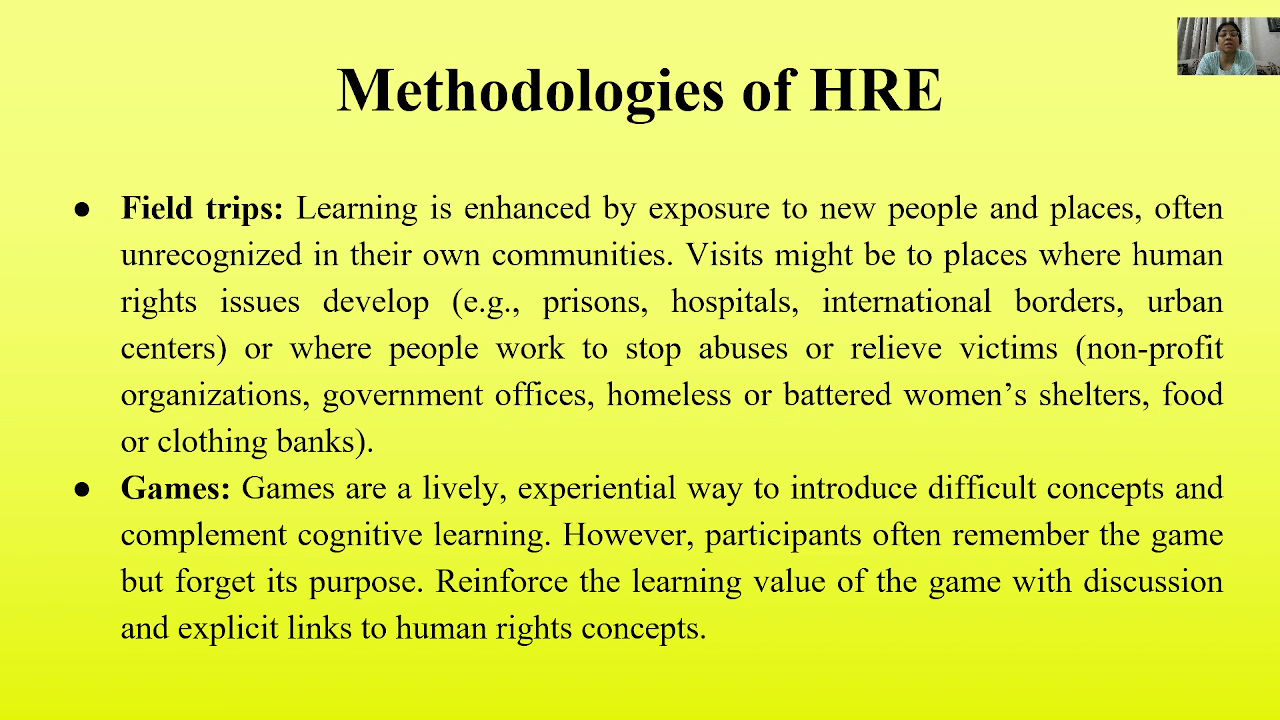 Methodologies of HRE
● Field trips: Learning is enhanced by exposure to new people and places, often
unrecognized in their own communities. Visits might be to places where human
rights issues develop (e.g., prisons, hospitals, international borders, urban
centers) or where people work to stop abuses or relieve victims (non-profit
organizations, government offices, homeless or battered women’s shelters, food
or clothing banks).
● Games: Games are a lively, experiential way to introduce difficult concepts and
complement cognitive learning. However, participants often remember the game
but forget its purpose. Reinforce the learning value of the game with discussion
and explicit links to human rights concepts.